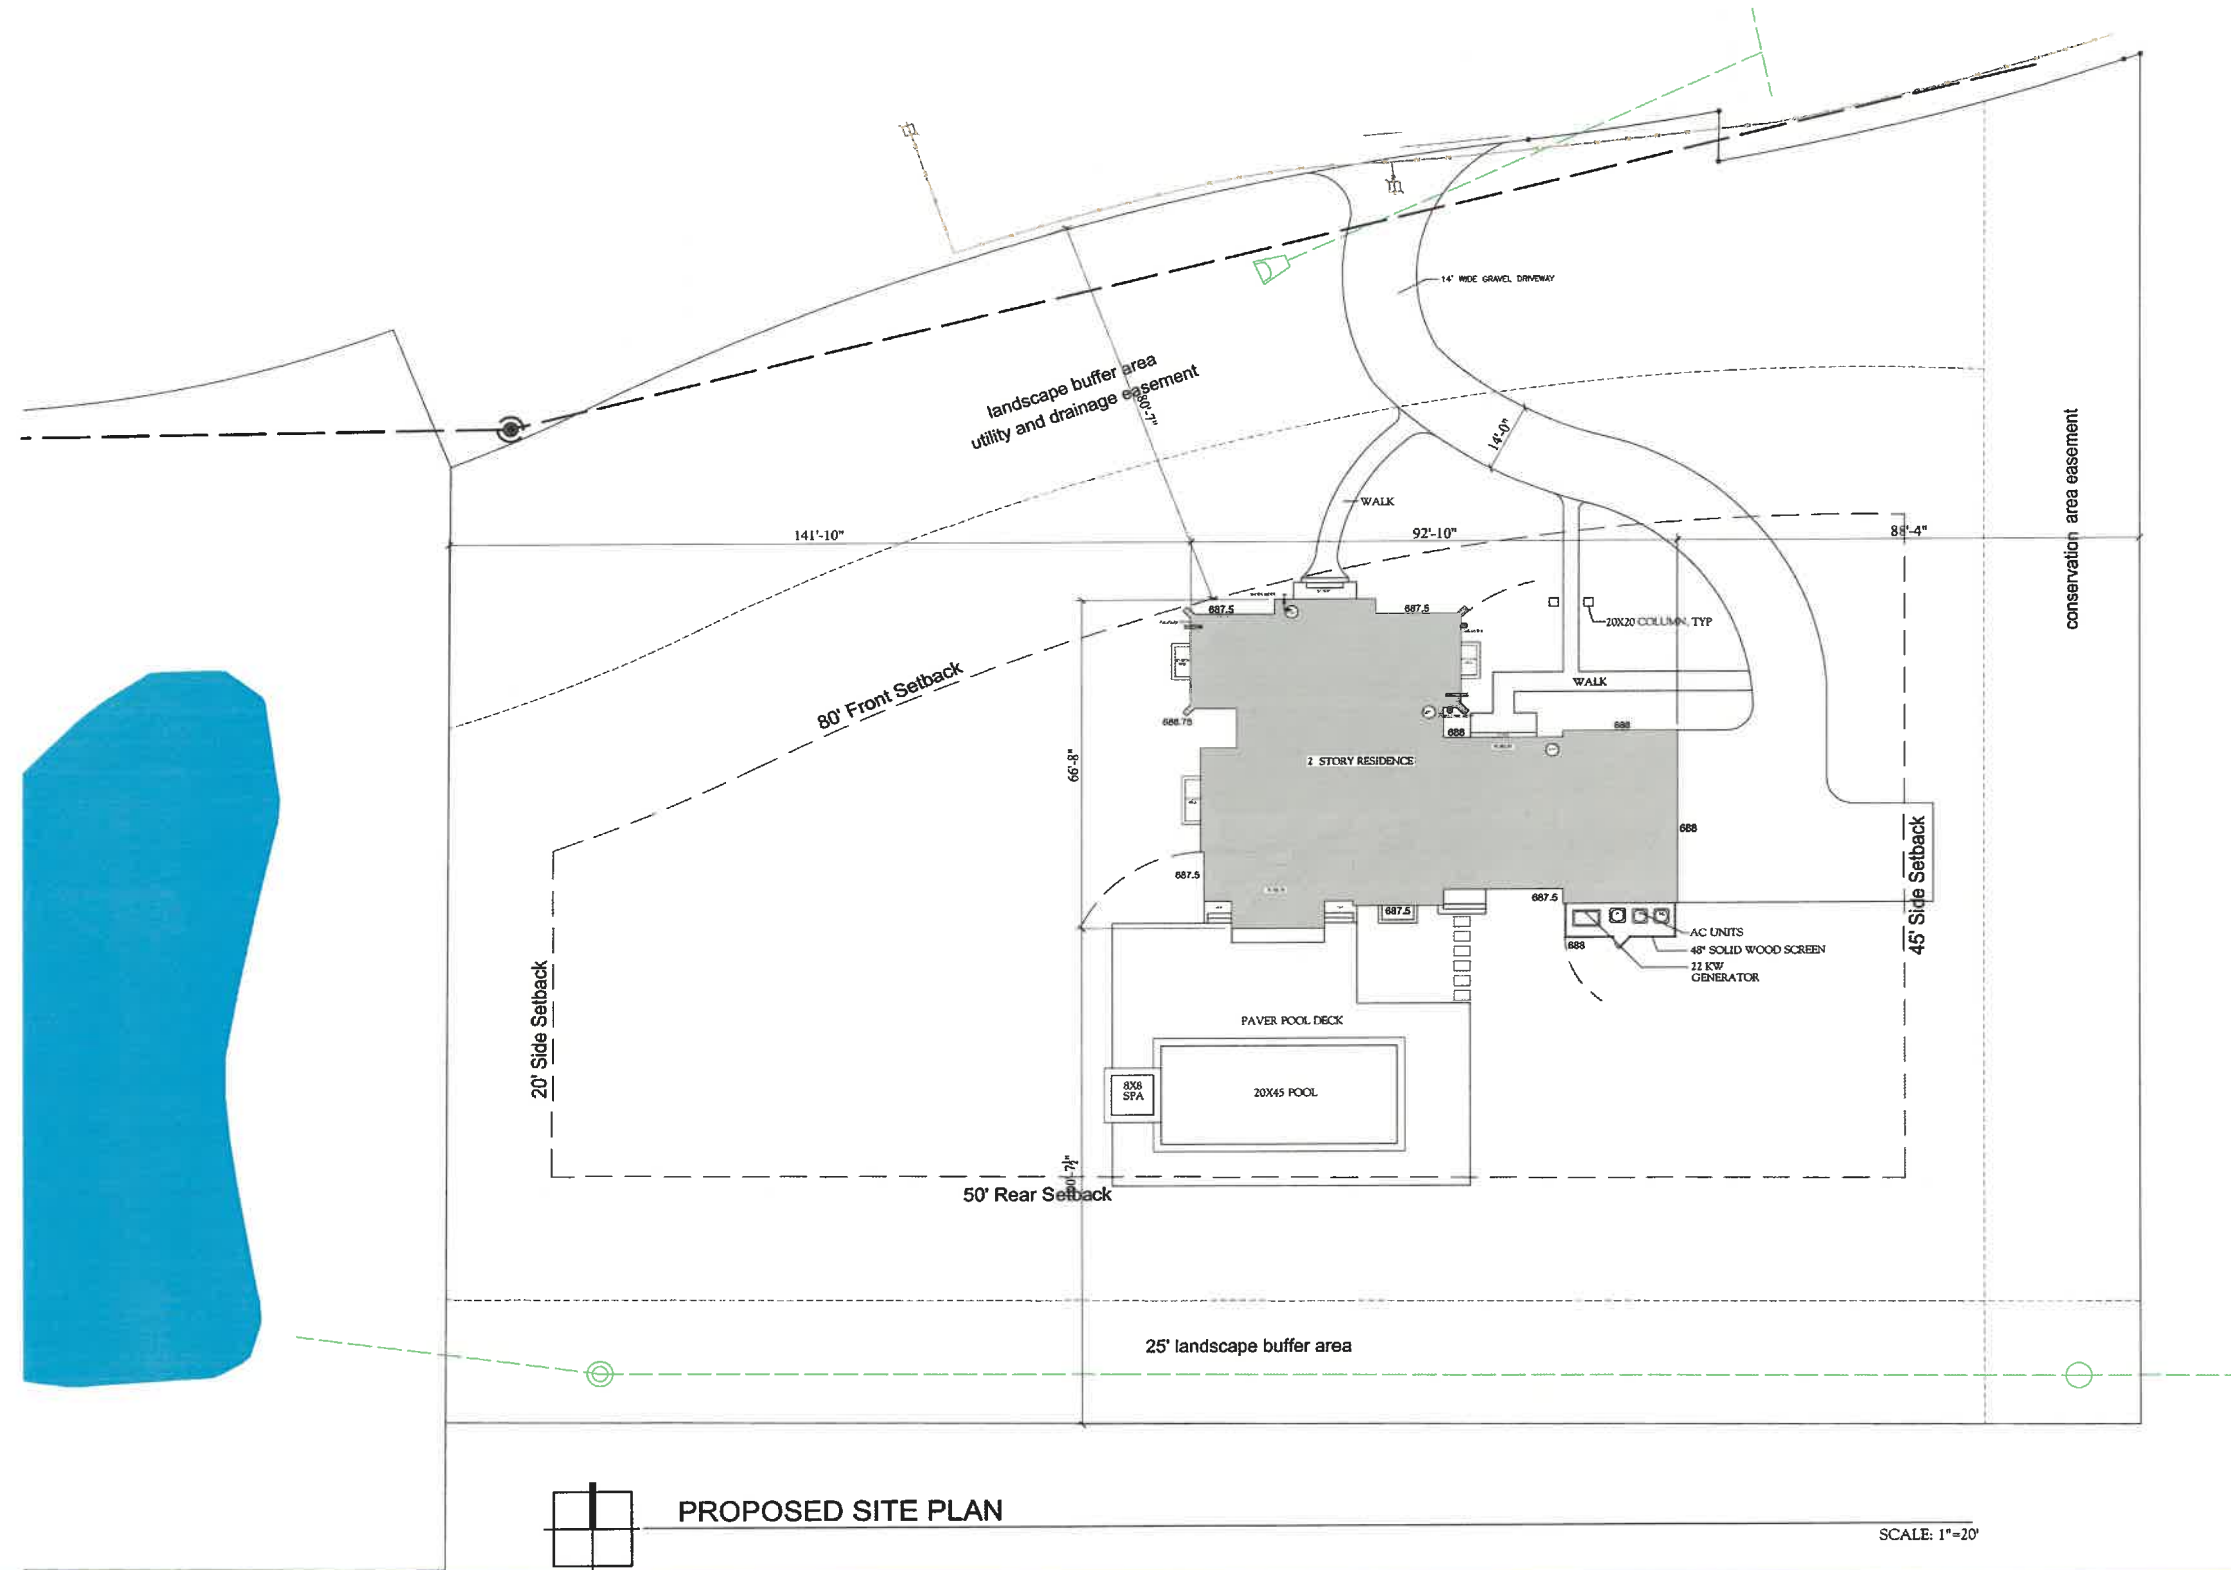 14' WIDE GRAVEL DRIVEWAY
landscape buffer area
utility and drainage easement
80'-7"
14'-0"
WALK
conservation area easement
141'-10"
92'-10"
88'-4"
687.5
687.5
20X20 COLUMN, TYP
80' Front Setback
WALK
688.75
688
688
66'-8"
2 STORY RESIDENCE
688
687.5
45' Side Setback
687.5
687.5
AC UNITS
688
48" SOLID WOOD SCREEN
22 KW
GENERATOR
20' Side Setback
PAVER POOL DECK
8X8
SPA
20X45 POOL
50' Rear Setback
25' landscape buffer area
PROPOSED SITE PLAN
SCALE: 1"=20'